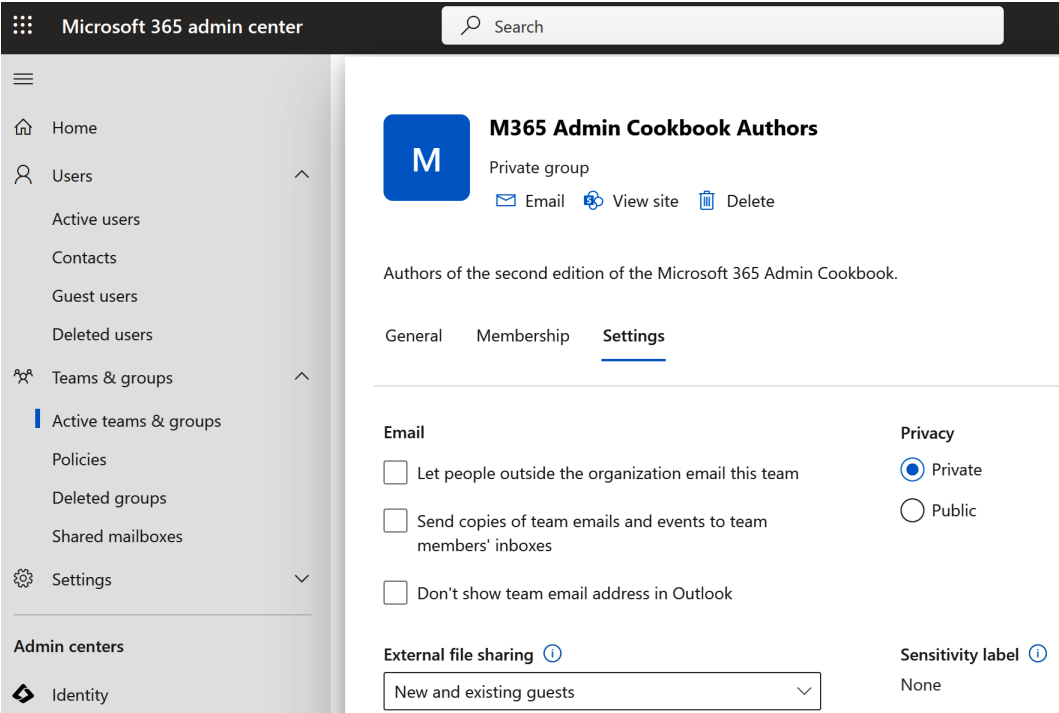 Microsoft 365 admin center
Search
Home
Users
Active users
Contacts
Guest users
Deleted users
Teams & groups
Active teams & groups
Policies
Deleted groups
Shared mailboxes
Settings
Admin centers
Identity
M
M365 Admin Cookbook Authors
Private group
Email View site Delete
Authors of the second edition of the Microsoft 365 Admin Cookbook.
General Membership Settings
Email
Let people outside the organization email this team
Send copies of team emails and events to team
members' inboxes
Don't show team email address in Outlook
External file sharing
New and existing guests
Privacy
Private
Public
Sensitivity label
None